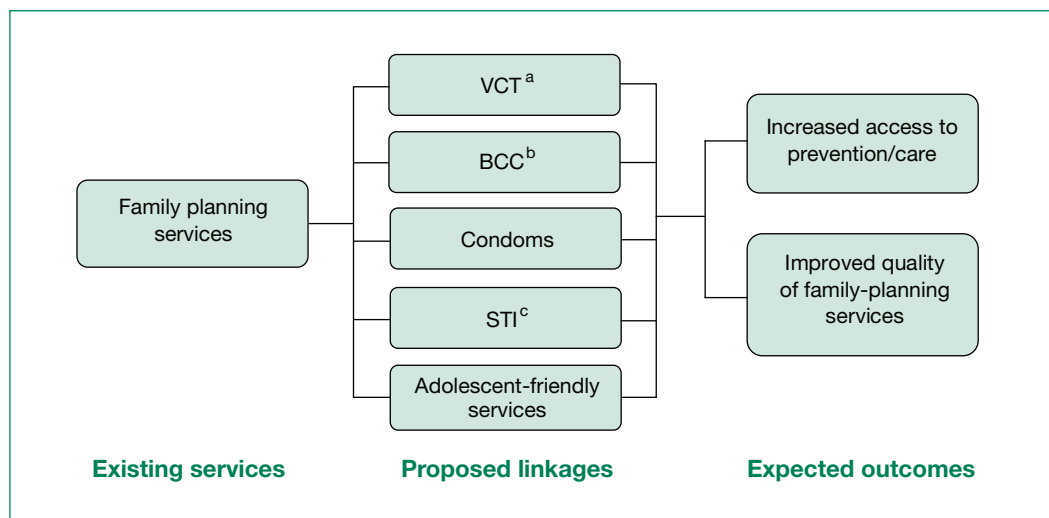 Family planning
services
VCT a
BCC b
Condoms
STI c
Adolescent-friendly
services
Increased access to
prevention/care
Improved quality
of family-planning
services
Existing services
Proposed linkages
Expected outcomes